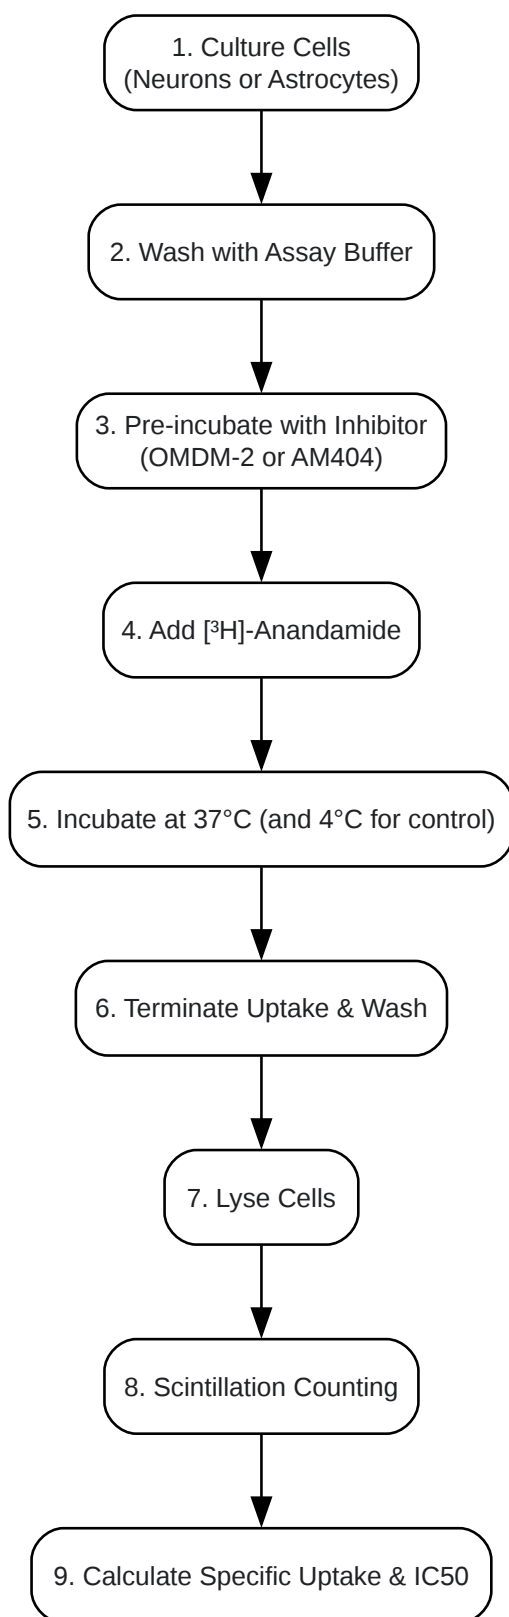 1. Culture Cells
(Neurons or Astrocytes)
2. Wash with Assay Buffer
3. Pre-incubate with Inhibitor
(OMDM-2 or AM404)
4. Add [³H]-Anandamide
5. Incubate at 37°C (and 4°C for control)
6. Terminate Uptake & Wash
7. Lyse Cells
8. Scintillation Counting
9. Calculate Specific Uptake & IC50